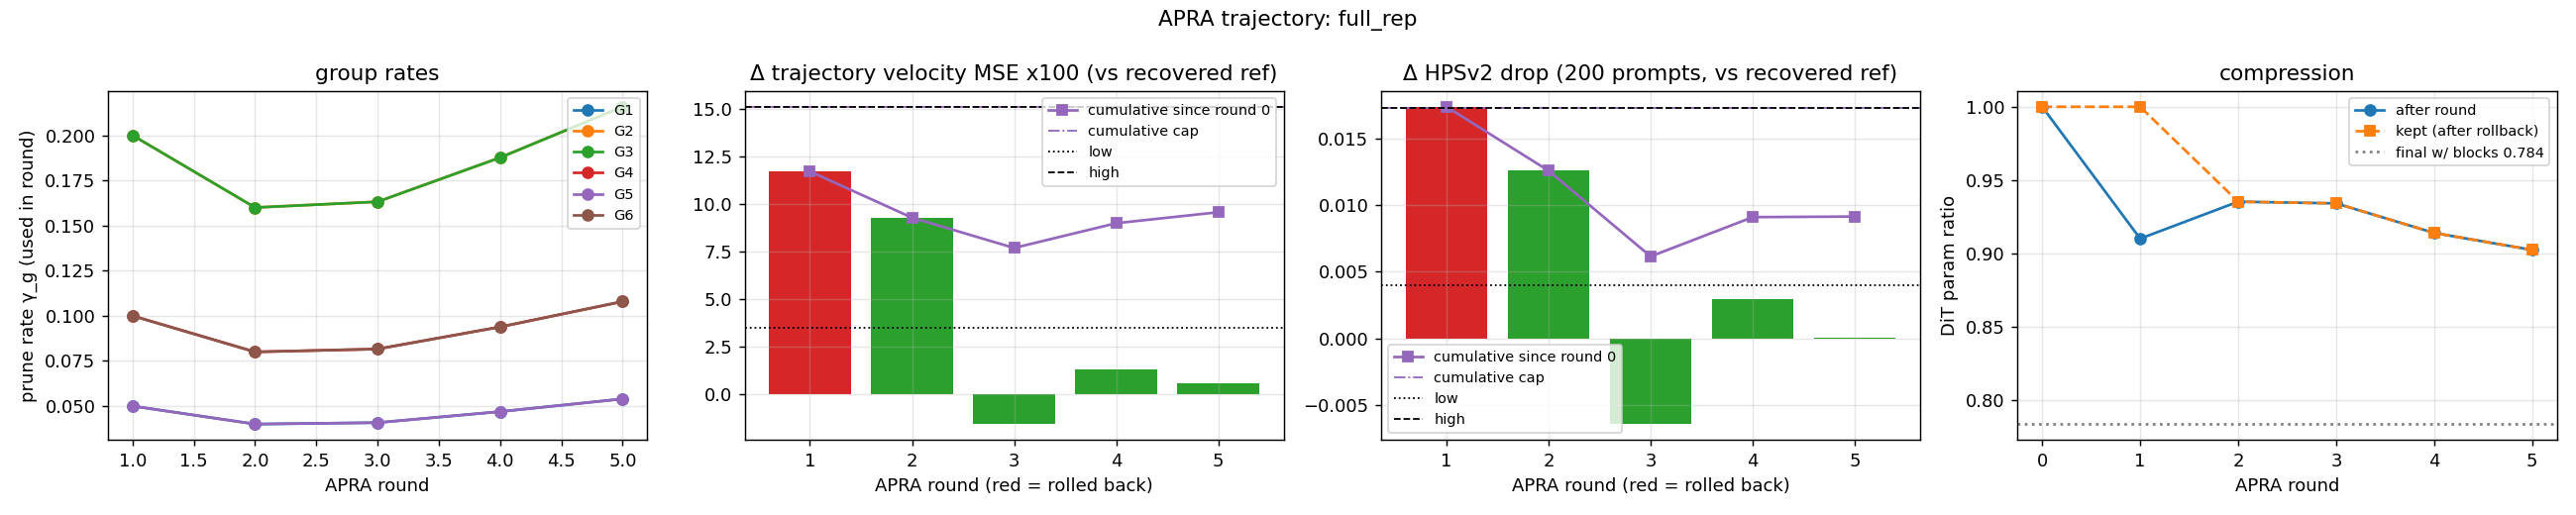 APRA trajectory: full_rep
group rates
prune rate γ_g (used in round)
0.200
0.175
0.150
0.125
0.100
0.075
0.050
1.0 1.5 2.0 2.5 3.0 3.5 4.0 4.5 5.0
APRA round
G1
G2
G3
G4
G5
G6
Δ trajectory velocity MSE x100 (vs recovered ref)
15.0
12.5
10.0
7.5
5.0
2.5
0.0
1 2 3 4 5
APRA round (red = rolled back)
cumulative since round 0
cumulative cap
low
high
Δ HPSv2 drop (200 prompts, vs recovered ref)
0.015
0.010
0.005
0.000
−0.005
1 2 3 4 5
APRA round (red = rolled back)
cumulative since round 0
cumulative cap
low
high
compression
DiT param ratio
1.00
0.95
0.90
0.85
0.80
0 1 2 3 4 5
APRA round
after round
kept (after rollback)
final w/ blocks 0.784